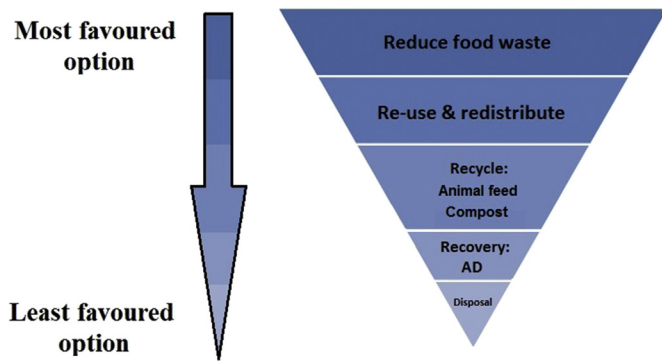 Most favoured
option
Reduce food waste
Re-use & redistribute
Recycle:
Animal feed
Compost
Recovery:
AD
Disposal
Least favoured
option